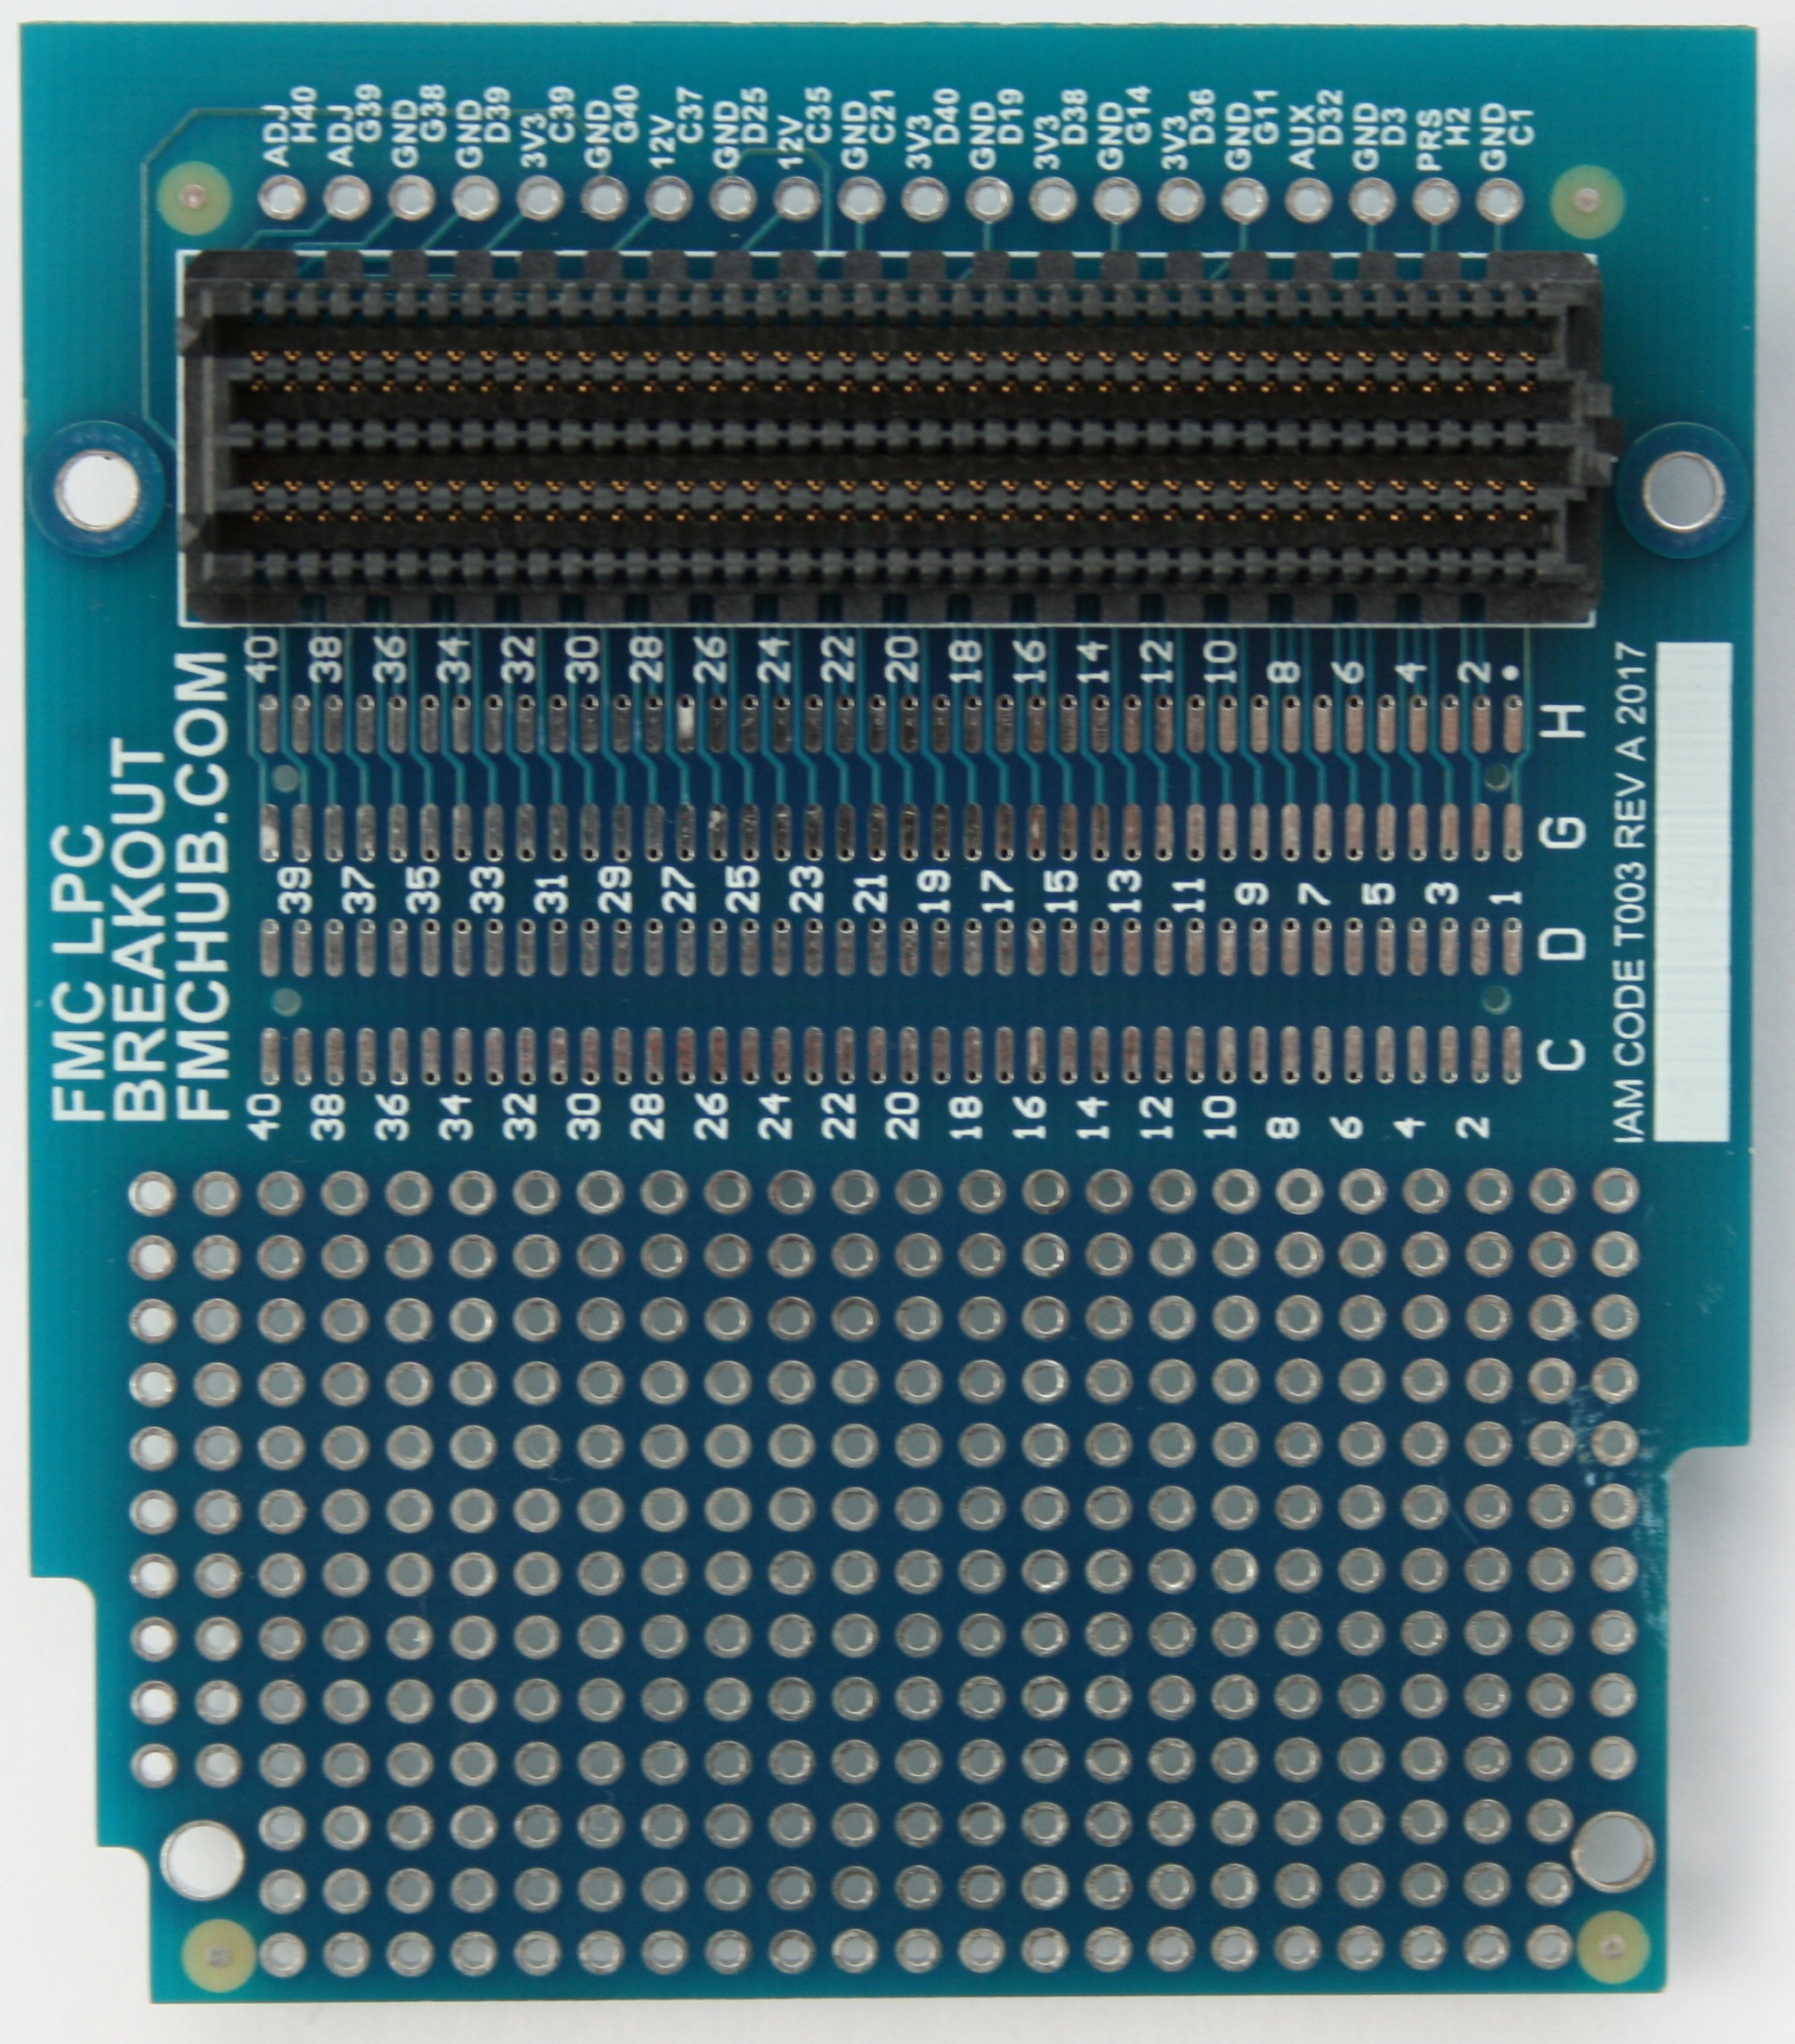 FMC LPC
BREAKOUT
FMCHUB.COM
40 40
39
38 38
37
36 36
35
34 34
33
32 32
31
30 30
29
28 28
27
26 26
25
24 24
23
22 22
21
20 20
19
18 18
17
16 16
15
14 14
13
12 12
11
10 10
9
8 8
7
6 6
5
4 4
3
2 2
1
C D G H
IAM CODE T003 REV A 2017
ADJ
H40
ADJ
G39
GND
G38
GND
D39
3V3
C39
GND
G40
12V
C37
GND
D25
12V
C35
GND
C21
3V3
D40
GND
D19
3V3
D38
GND
G14
3V3
D36
GND
G11
AUX
D32
GND
D3
PRS
H2
GND
C1